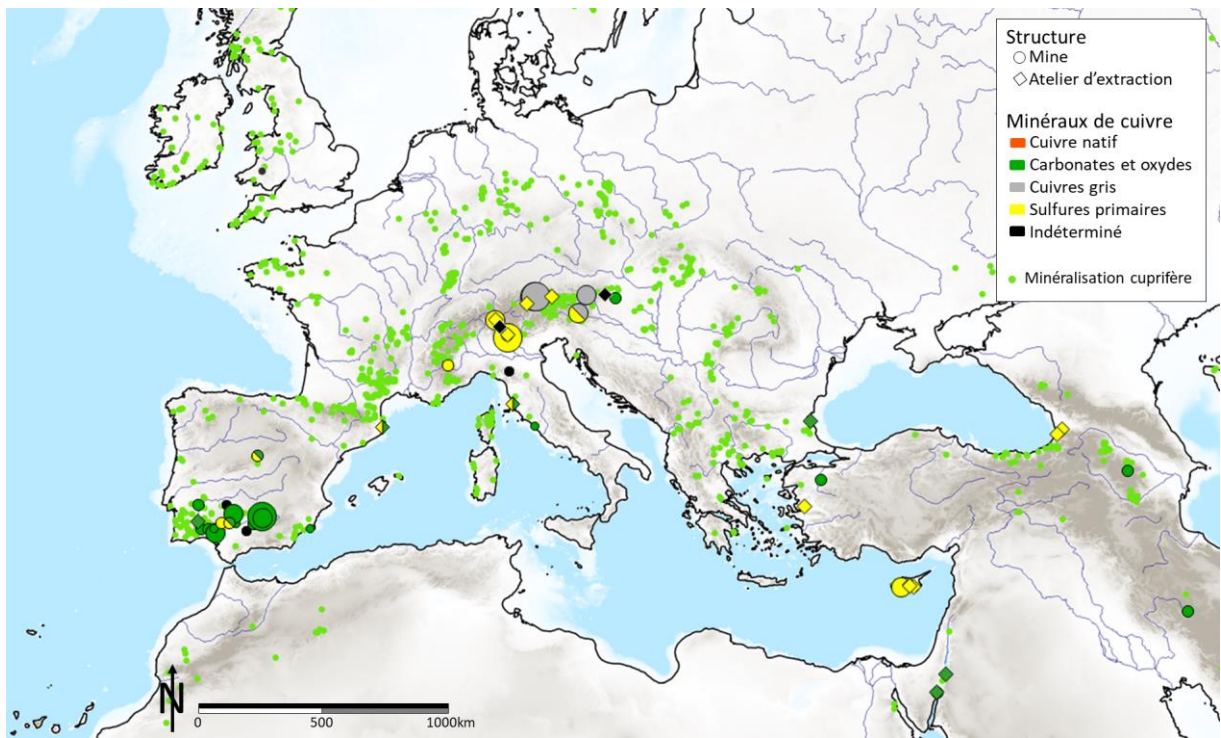 Structure
Mine
Atelier d'extraction
Minéraux de cuivre
Cuivre natif
Carbonates et oxydes
Cuivres gris
Sulfures primaires
Indéterminé
Minéralisation cuprifère
N
0 500 1000km